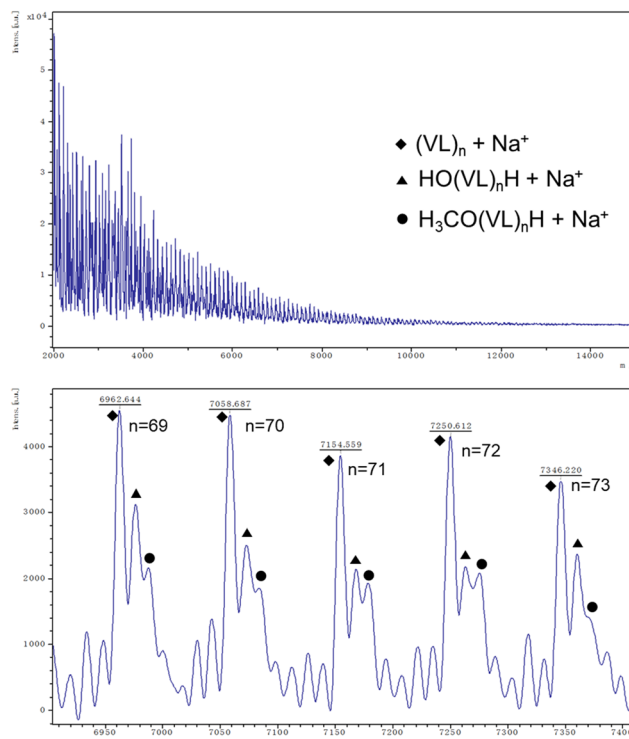 Intens. [a.u.]
x10⁴
5
4
3
2
1
0
◆ (VL)ₙ + Na⁺
▲ HO(VL)ₙH + Na⁺
● H₃CO(VL)ₙH + Na⁺
2000 4000 6000 8000 10000 12000 14000
m
Intens. [a.u.]
4000
3000
2000
1000
0
6962.644
n=69
7058.687
n=70
7154.559
n=71
7250.612
n=72
7346.220
n=73
6950 7000 7050 7100 7150 7200 7250 7300 7350 7400